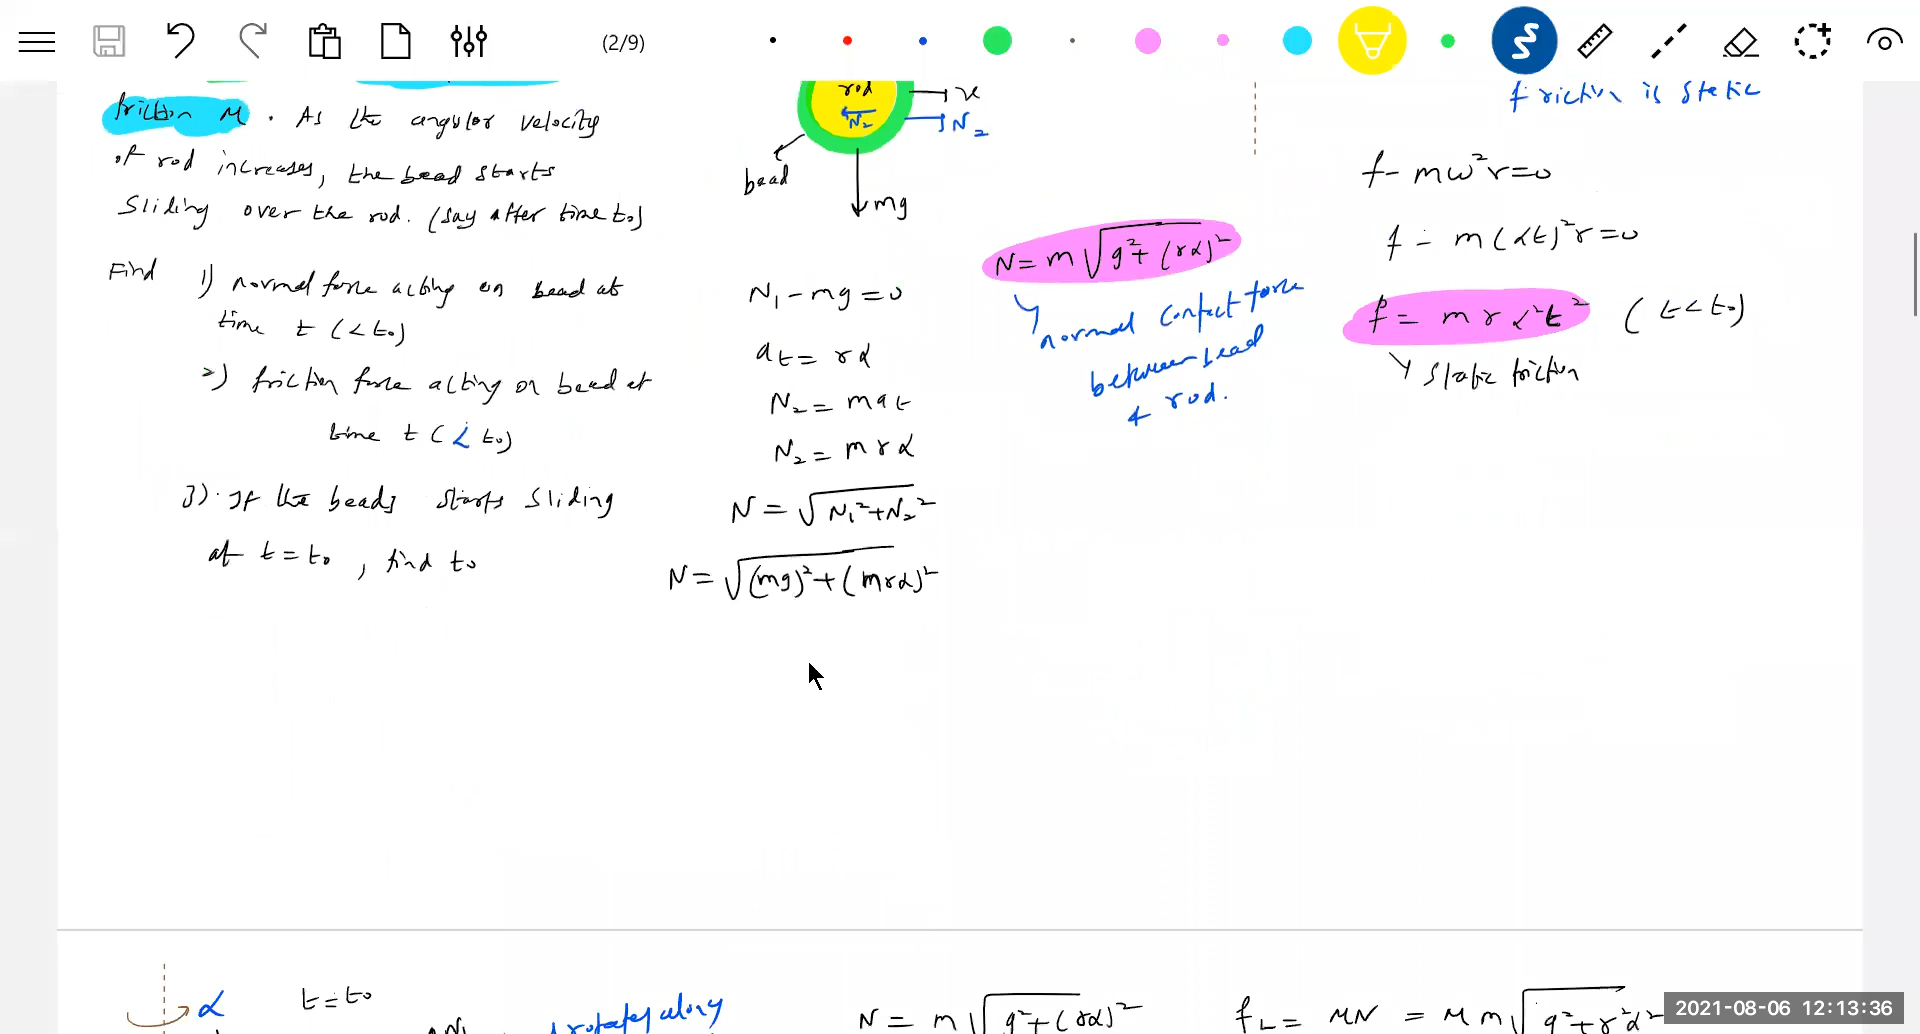 (2/9)
friction M . As the angular velocity
of rod increases, the bead starts
sliding over the rod. (say after time t₀)
Find 1) normal force acting on bead at
time t (< t₀)
2) friction force acting on bead at
time t (< t₀)
3). If the beads starts sliding
at t = t₀ , find t₀
rod
N₂
x
N₂
bead
mg
N₁ - mg = 0
aₜ = rα
N₂ = maₜ
N₂ = mrα
N = √N₁² + N₂²
N = √(mg)² + (mrα)²
N = m √g² + (rα)²
normal contact force
between bead
& rod.
friction is static
f - mω²r = 0
f - m(αt)²r = 0
f = mrα²t² (t < t₀)
static friction
α
t = t₀
rotates along
N = m √g² + (rα)²
f_L = μN = μm √g² + r²α²
2021-08-06 12:13:36